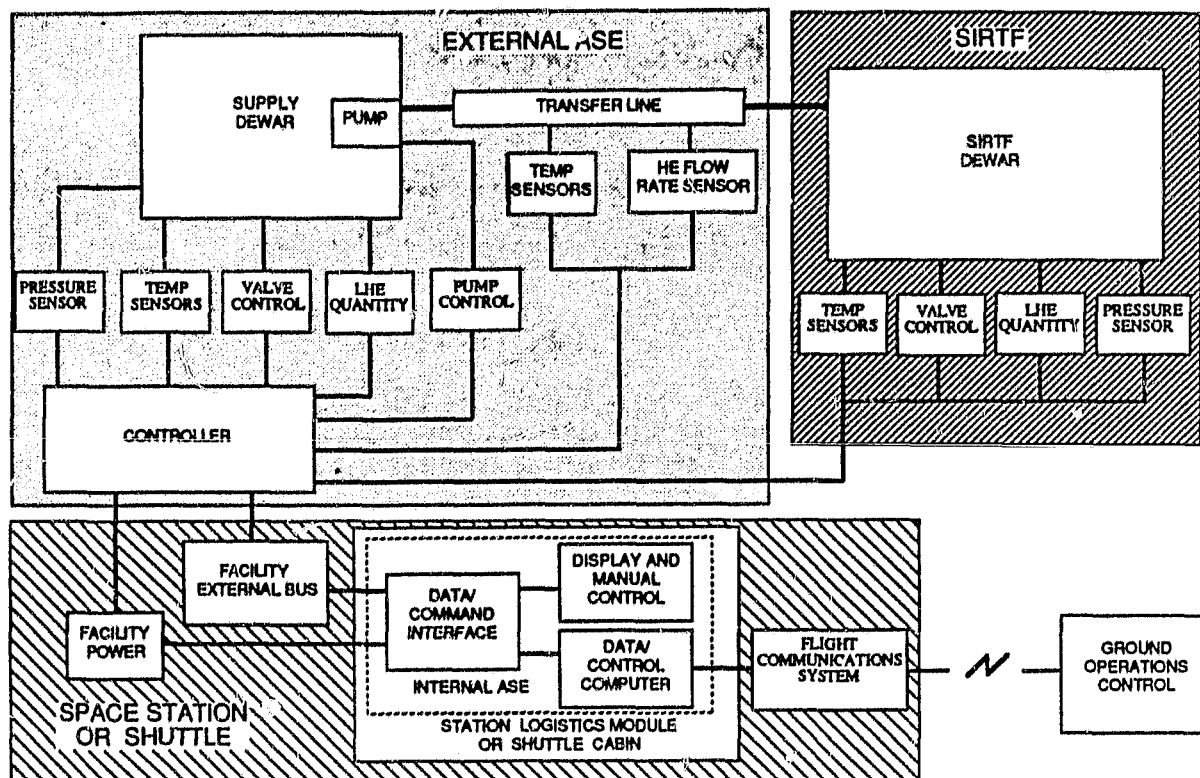 EXTERNAL ASE
SIRTF
SUPPLY
DEWAR
PUMP
TRANSFER LINE
TEMP
SENSORS
HE FLOW
RATE SENSOR
SIRTF
DEWAR
PRESSURE
SENSOR
TEMP
SENSORS
VALVE
CONTROL
LHE
QUANTITY
PUMP
CONTROL
TEMP
SENSORS
VALVE
CONTROL
LHE
QUANTITY
PRESSURE
SENSOR
CONTROLLER
FACILITY
EXTERNAL BUS
FACILITY
POWER
DATA/
COMMAND
INTERFACE
DISPLAY AND
MANUAL
CONTROL
DATA/
CONTROL
COMPUTER
INTERNAL ASE
STATION LOGISTICS MODULE
OR SHUTTLE CABIN
SPACE STATION
OR SHUTTLE
FLIGHT
COMMUNICATIONS
SYSTEM
GROUND
OPERATIONS
CONTROL